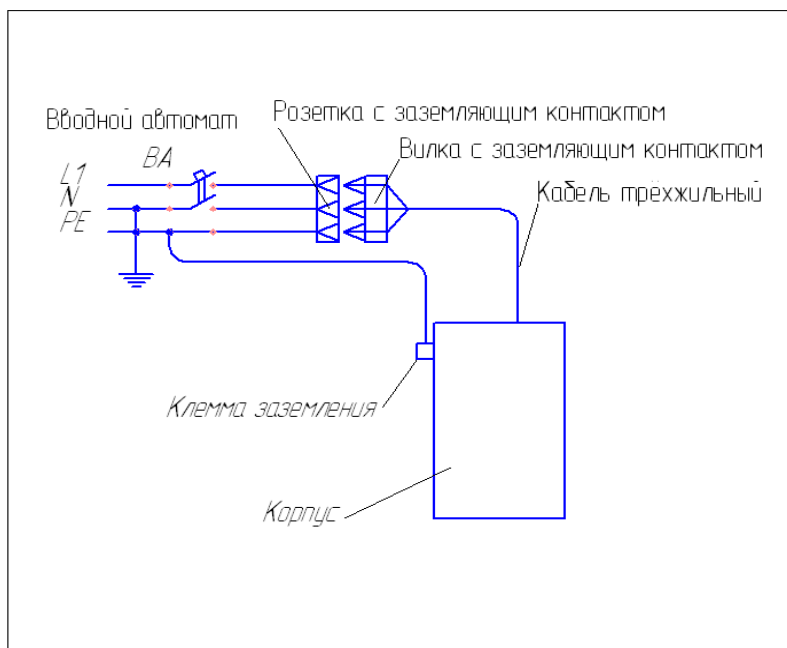 Розетка с заземляющим контактом
Вводной автомат
Вилка с заземляющим контактом
ВА
L1
Кабель трёхжильный
N
PE
Клемма заземления
Корпус